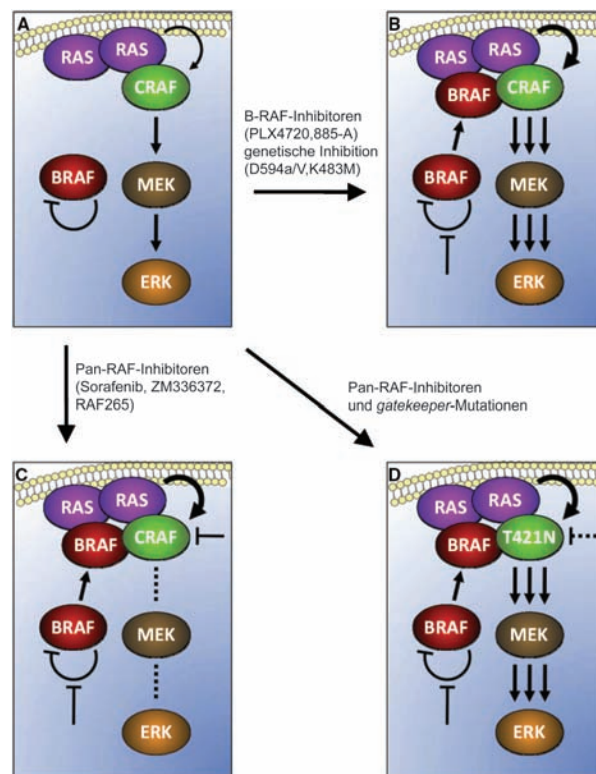 A
RAS
RAS
CRAF
BRAF
MEK
ERK
B-RAF-Inhibitoren
(PLX4720,885-A)
genetische Inhibition
(D594a/V,K483M)
B
RAS
RAS
BRAF
CRAF
BRAF
MEK
ERK
Pan-RAF-Inhibitoren
(Sorafenib, ZM336372,
RAF265)
Pan-RAF-Inhibitoren
und gatekeeper-Mutationen
C
RAS
RAS
BRAF
CRAF
BRAF
MEK
ERK
D
RAS
RAS
BRAF
T421N
BRAF
MEK
ERK